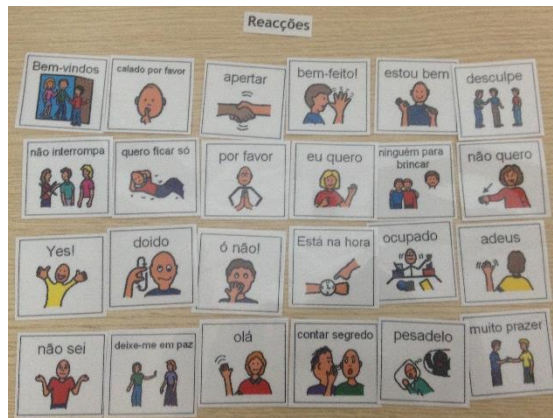 Reacções
Bem-vindos
calado por favor
apertar
bem-feito!
estou bem
desculpe
não interrompa
quero ficar só
por favor
eu quero
ninguém para
brincar
não quero
Yes!
doido
ó não!
Está na hora
ocupado
adeus
não sei
deixe-me em paz
olá
contar segredo
pesadelo
muito prazer